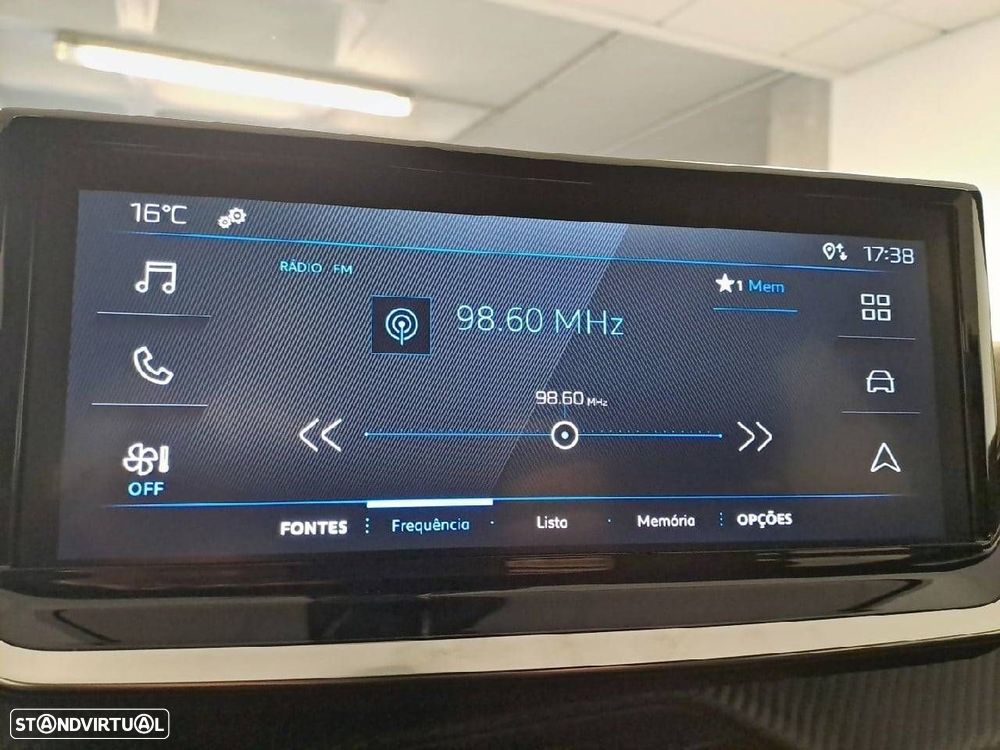 16°C
17:38
RÁDIO FM
1 Mem
98.60 MHz
98.60 MHz
OFF
FONTES Frequência Lista Memória OPÇÕES
STANDVIRTUAL